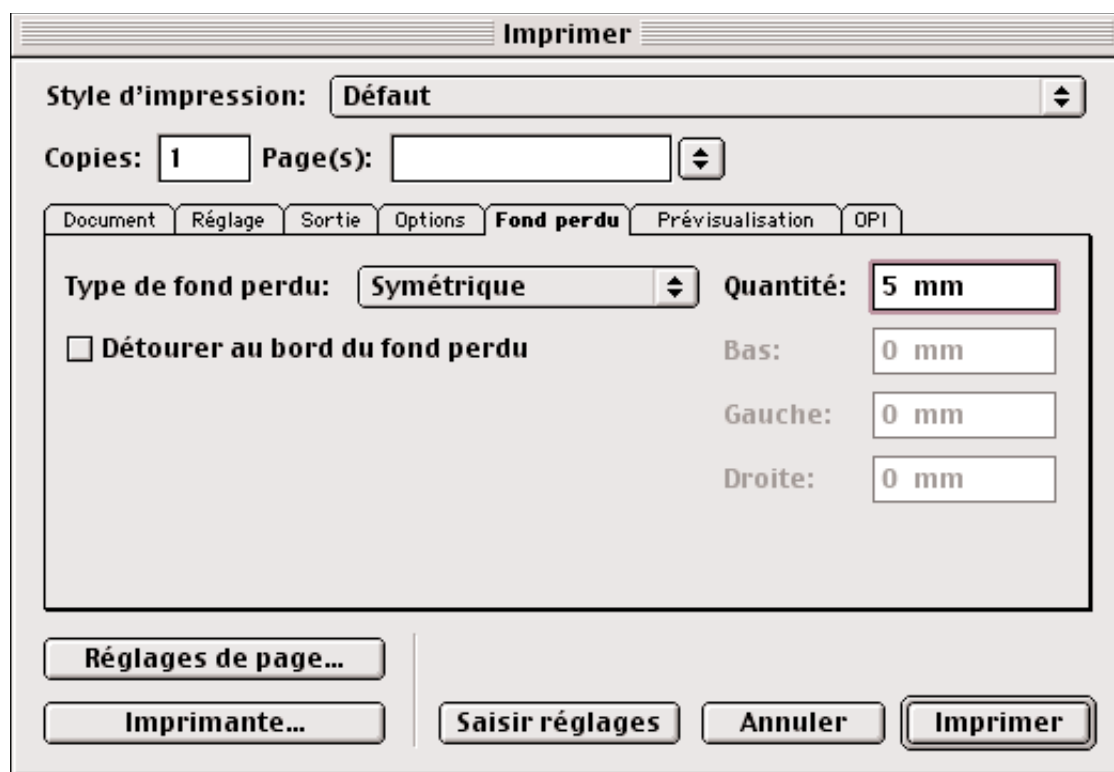 Imprimer
Style d'impression: Défaut
Copies: 1 Page(s):
Document Réglage Sortie Options Fond perdu Prévisualisation OPI
Type de fond perdu: Symétrique Quantité: 5 mm
Détourer au bord du fond perdu Bas: 0 mm
Gauche: 0 mm
Droite: 0 mm
Réglages de page...
Imprimante... Saisir réglages Annuler Imprimer